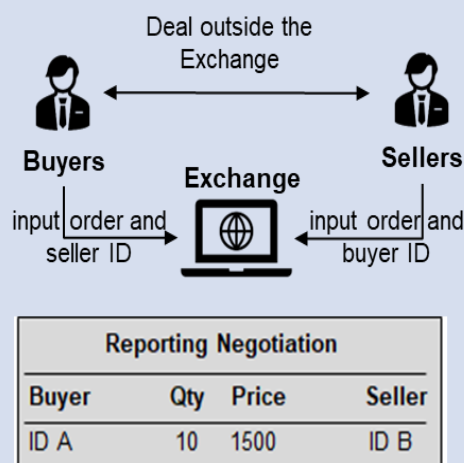 Deal outside the
Exchange
Buyers
Sellers
Exchange
input order and
seller ID
input order and
buyer ID
Reporting Negotiation
Buyer Qty Price Seller
ID A 10 1500 ID B